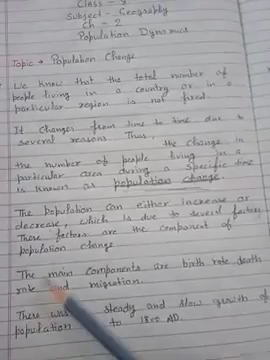 Class - 9
Subject - Geography
Ch - 2
Population Dynamics
Topic → Population Change
We know that the total number of
people living in a country or in a
particular region is not fixed
It changes from time to time due to
several reasons. Thus, the change in
the number of people living in a
particular area during a specific time
is known as population change.
The population can either increase or
decrease, which is due to several factors
These factors are the component of
population change
The main components are birth rate death
rate and migration.
There was steady and slow growth of
population to AD.